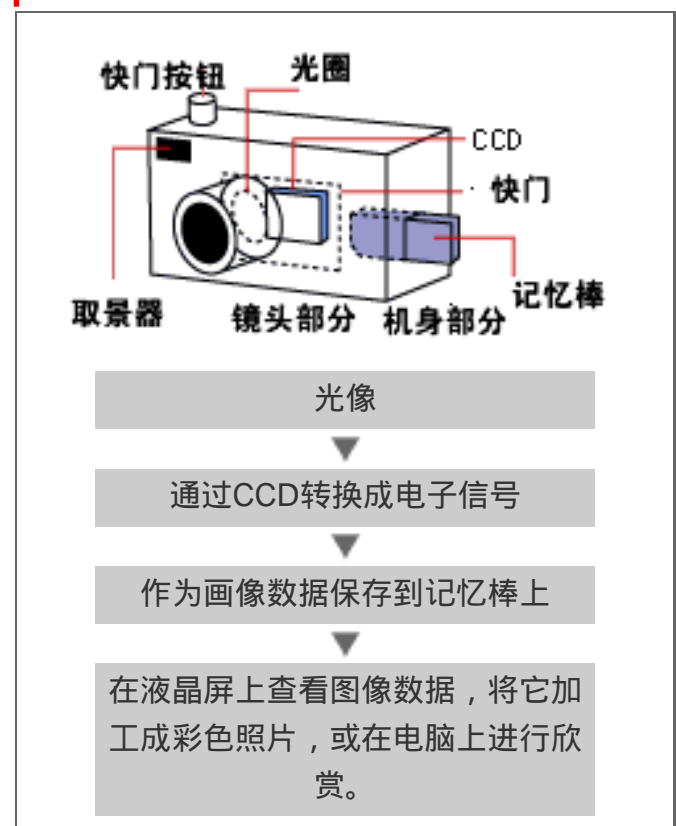 快门按钮
光圈
CCD
快门
记忆棒
取景器
镜头部分
机身部分
光像
通过CCD转换成电子信号
作为画像数据保存到记忆棒上
在液晶屏上查看图像数据，将它加
工成彩色照片，或在电脑上进行欣
赏。